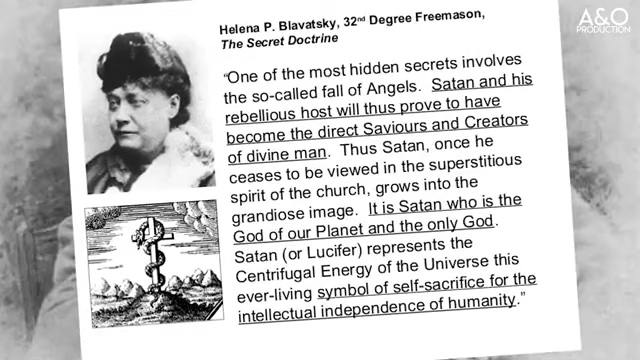 A&O
PRODUCTION
Helena P. Blavatsky, 32nd Degree Freemason,
The Secret Doctrine
“One of the most hidden secrets involves
the so-called fall of Angels. Satan and his
rebellious host will thus prove to have
become the direct Saviours and Creators
of divine man. Thus Satan, once he
ceases to be viewed in the superstitious
spirit of the church, grows into the
grandiose image. It is Satan who is the
God of our Planet and the only God.
Satan (or Lucifer) represents the
Centrifugal Energy of the Universe this
ever-living symbol of self-sacrifice for the
intellectual independence of humanity.”